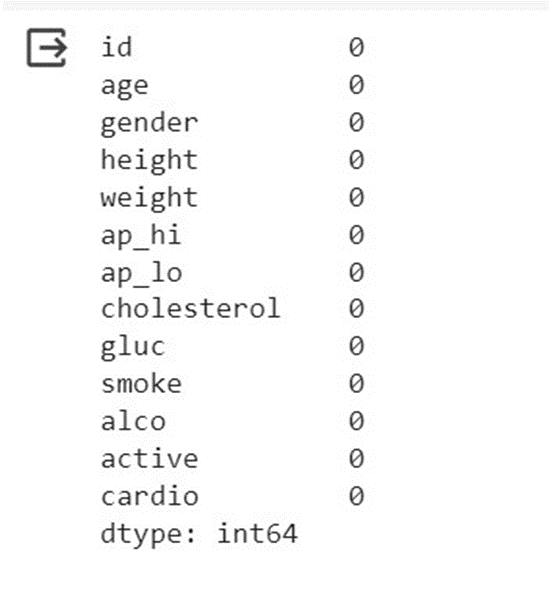 id 0
age 0
gender 0
height 0
weight 0
ap_hi 0
ap_lo 0
cholesterol 0
gluc 0
smoke 0
alco 0
active 0
cardio 0
dtype: int64